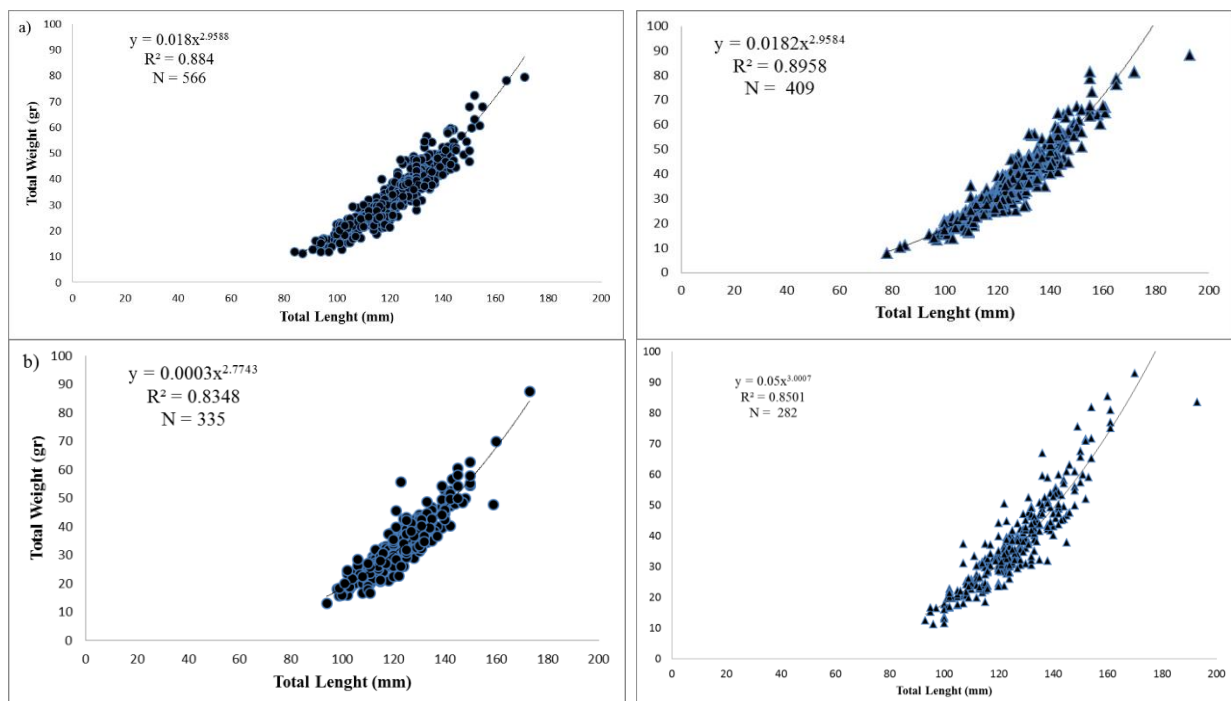 a)
y = 0.018x^2.9588
R² = 0.884
N = 566
Total Weight (gr)
100
90
80
70
60
50
40
30
20
10
0
0 20 40 60 80 100 120 140 160 180 200
Total Lenght (mm)
y = 0.0182x^2.9584
R² = 0.8958
N = 409
100
90
80
70
60
50
40
30
20
10
0
0 20 40 60 80 100 120 140 160 180 200
Total Lenght (mm)
b)
y = 0.0003x^2.7743
R² = 0.8348
N = 335
Total Weight (gr)
100
90
80
70
60
50
40
30
20
10
0
0 20 40 60 80 100 120 140 160 180 200
Total Lenght (mm)
y = 0.05x^3.0007
R² = 0.8501
N = 282
100
90
80
70
60
50
40
30
20
10
0
0 20 40 60 80 100 120 140 160 180 200
Total Lenght (mm)